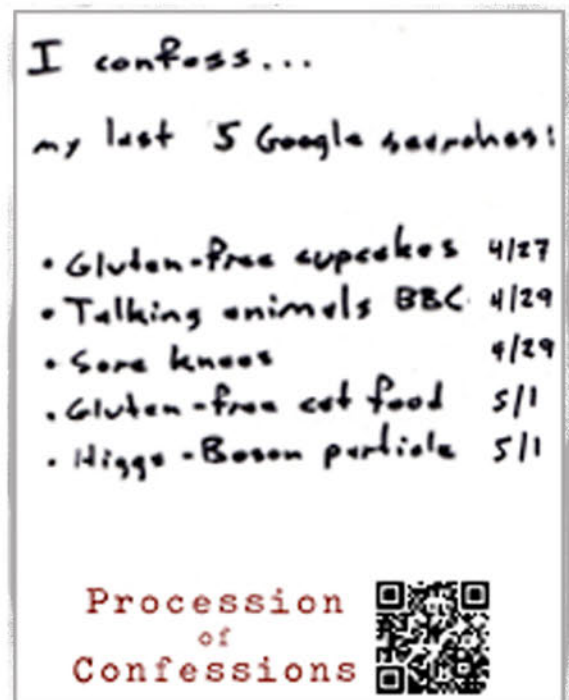 I confess...
my last 5 Google searches:
• Gluten-free cupcakes 4/27
• Talking animals BBC 4/29
• Sore knees 4/29
• Gluten-free cat food 5/1
• Higgs-Boson particle 5/1
Procession
of
Confessions